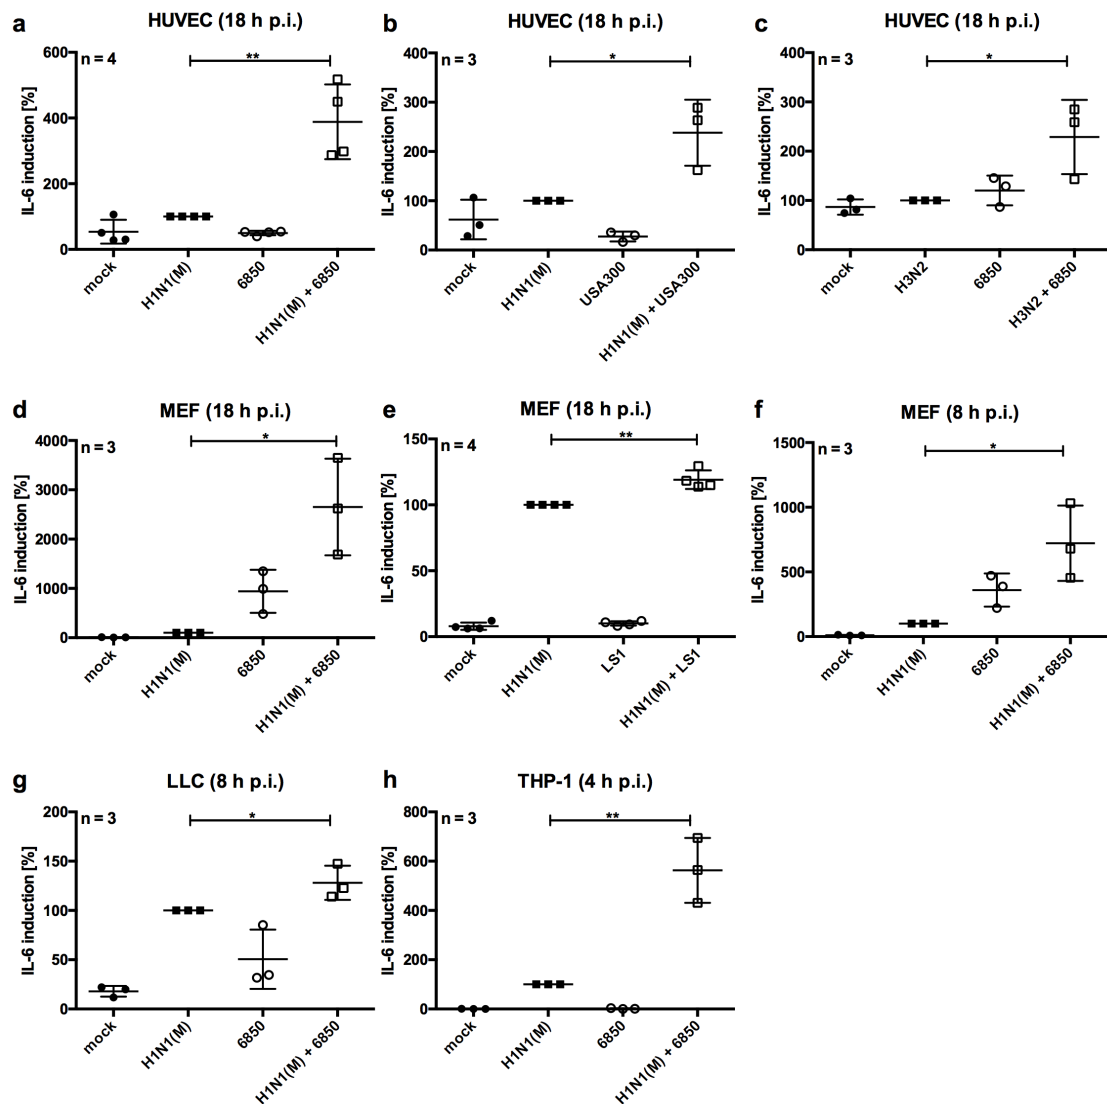 a HUVEC (18 h p.i.)
n = 4
**
IL-6 induction [%]
600
400
200
0
mock
H1N1(M)
6850
H1N1(M) + 6850
b HUVEC (18 h p.i.)
n = 3
*
IL-6 induction [%]
400
300
200
100
0
mock
H1N1(M)
USA300
H1N1(M) + USA300
c HUVEC (18 h p.i.)
n = 3
*
IL-6 induction [%]
400
300
200
100
0
mock
H3N2
6850
H3N2 + 6850
d MEF (18 h p.i.)
n = 3
*
IL-6 induction [%]
4000
3000
2000
1000
0
mock
H1N1(M)
6850
H1N1(M) + 6850
e MEF (18 h p.i.)
n = 4
**
IL-6 induction [%]
150
100
50
0
mock
H1N1(M)
LS1
H1N1(M) + LS1
f MEF (8 h p.i.)
n = 3
*
IL-6 induction [%]
1500
1000
500
0
mock
H1N1(M)
6850
H1N1(M) + 6850
g LLC (8 h p.i.)
n = 3
*
IL-6 induction [%]
200
150
100
50
0
mock
H1N1(M)
6850
H1N1(M) + 6850
h THP-1 (4 h p.i.)
n = 3
**
IL-6 induction [%]
800
600
400
200
0
mock
H1N1(M)
6850
H1N1(M) + 6850